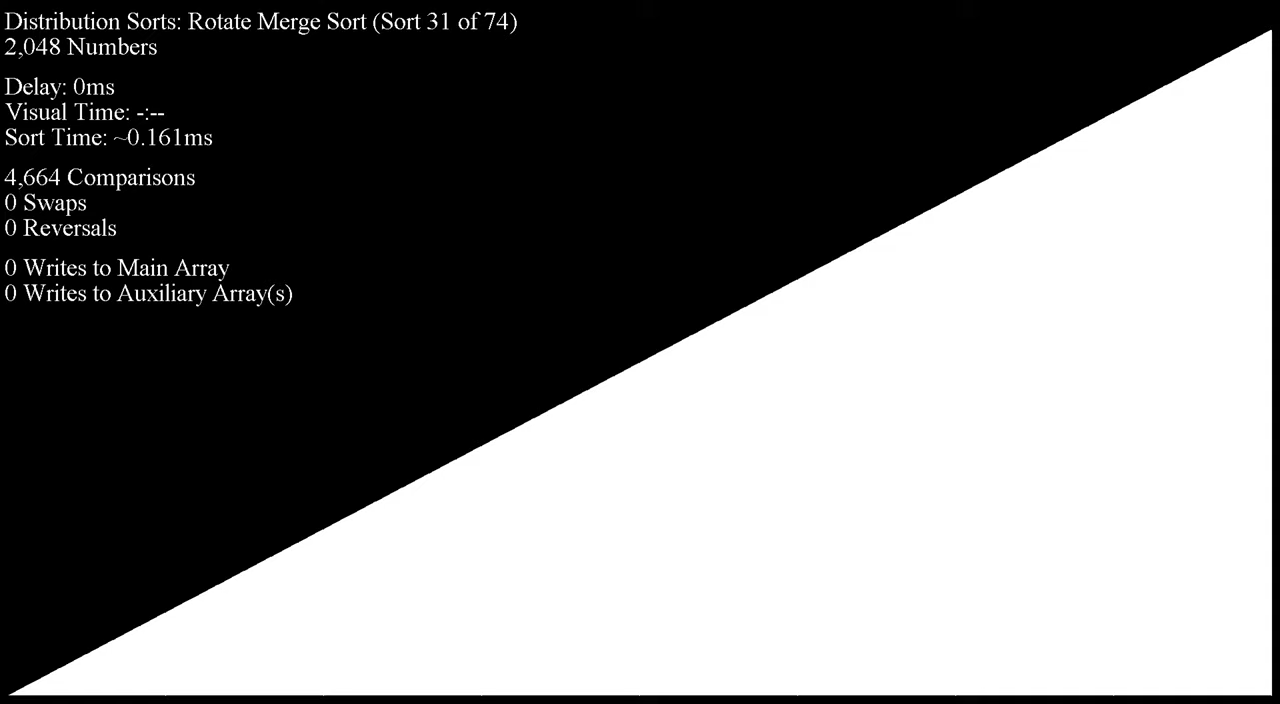 Distribution Sorts: Rotate Merge Sort (Sort 31 of 74)
2,048 Numbers
Delay: 0ms
Visual Time: -:--
Sort Time: ~0.161ms
4,664 Comparisons
0 Swaps
0 Reversals
0 Writes to Main Array
0 Writes to Auxiliary Array(s)